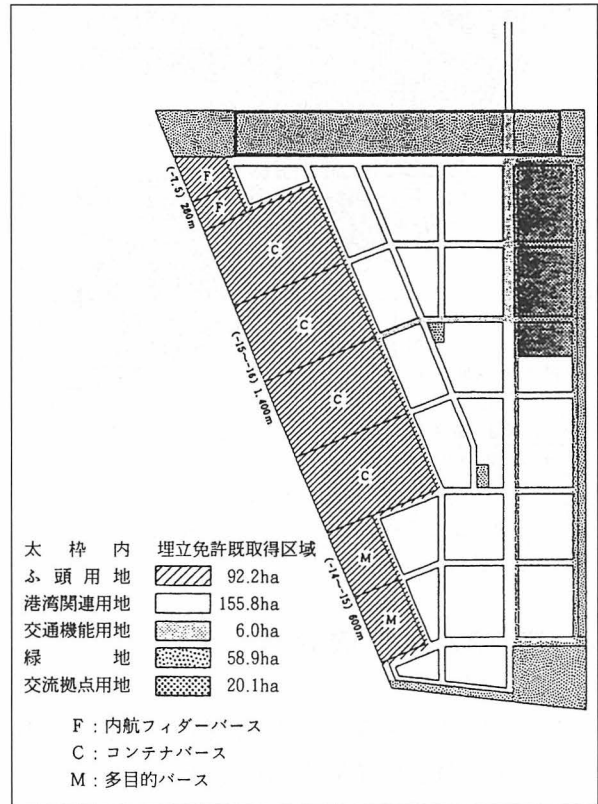 F
(-7.5) 280m
F
C
C
(-15~-16) 1,400m
C
C
M
(-14~-15) 600m
M
太枠内 埋立免許既取得区域
ふ頭用地 92.2ha
港湾関連用地 155.8ha
交通機能用地 6.0ha
緑地 58.9ha
交流拠点用地 20.1ha
F:内航フィダーバース
C:コンテナバース
M:多目的バース